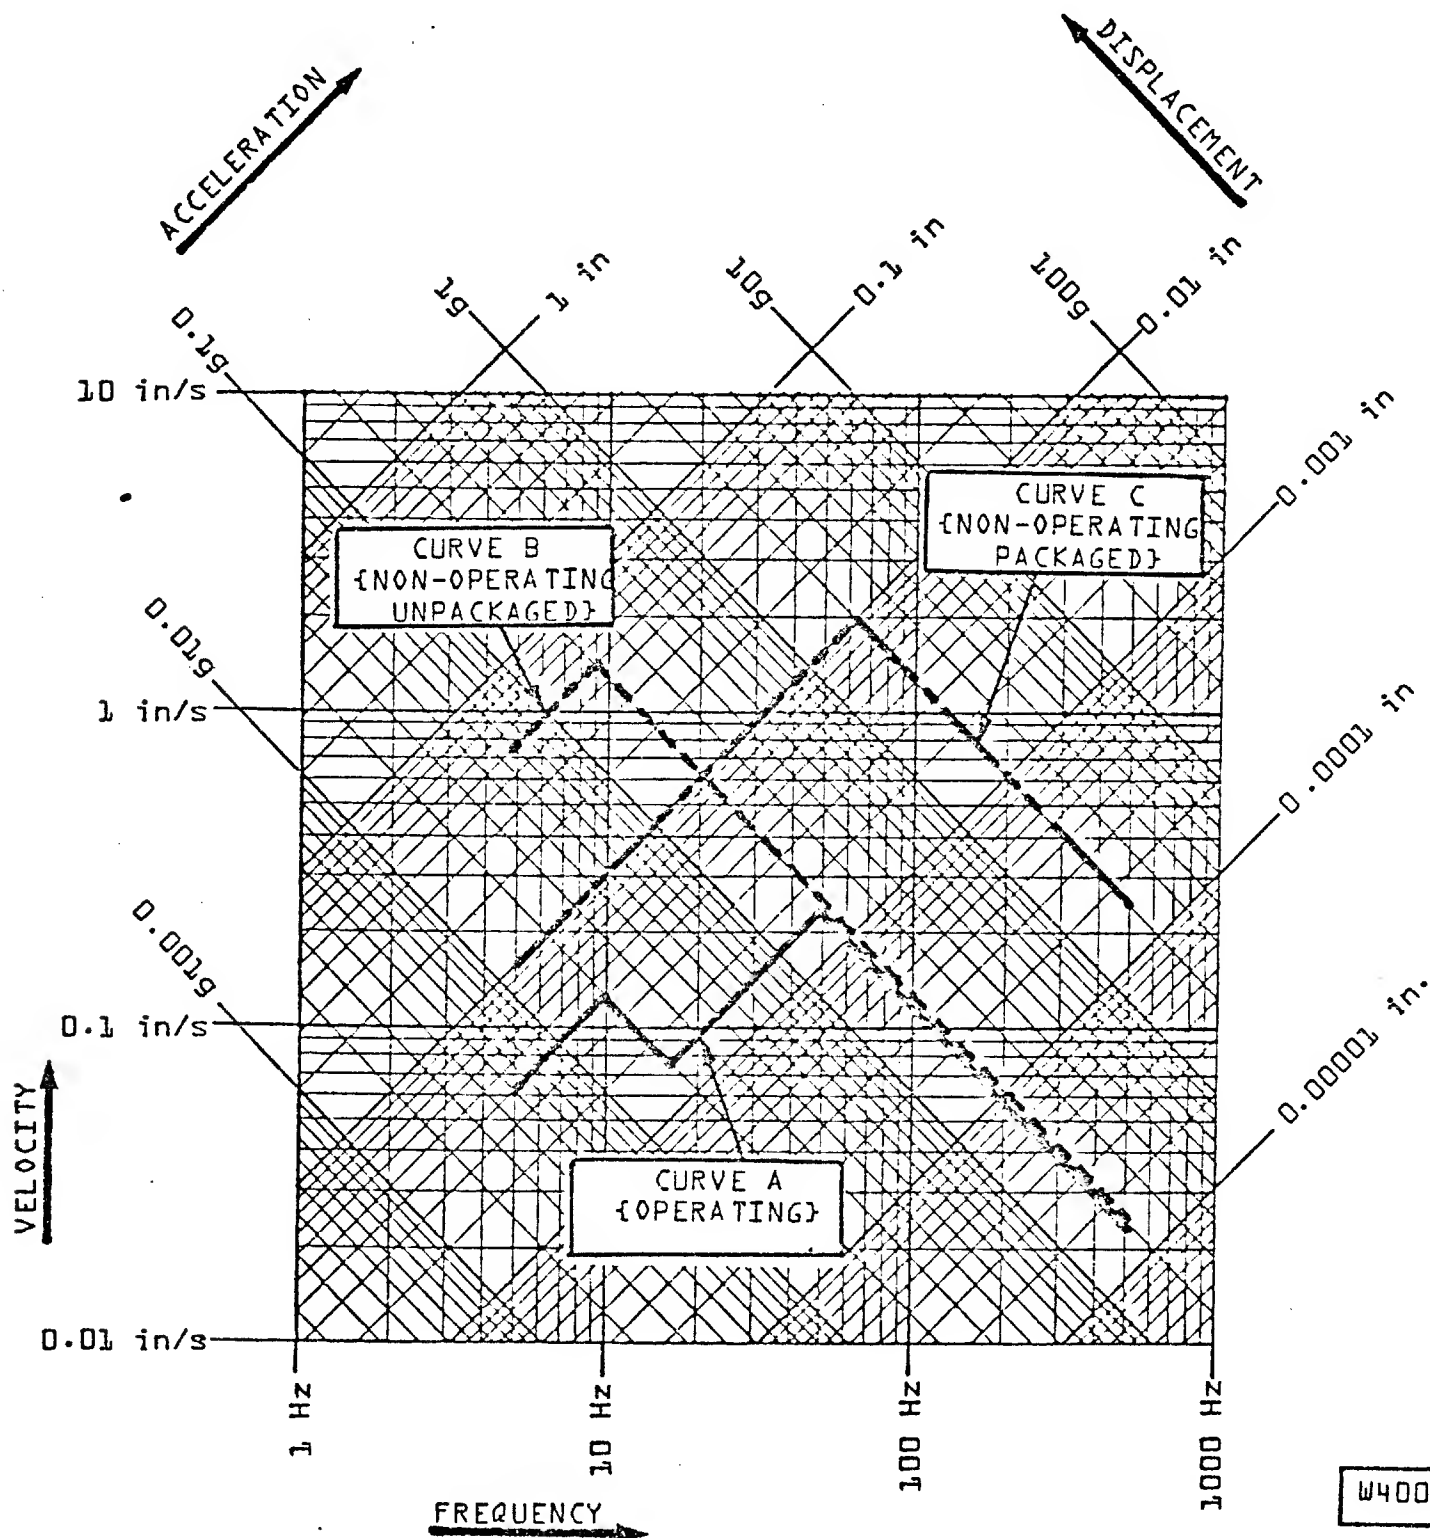 ACCELERATION
DISPLACEMENT
0.1g
1g
1 in
10g
0.1 in
100g
0.01 in
10 in/s
0.001 in
CURVE B
{NON-OPERATING
UNPACKAGED}
CURVE C
{NON-OPERATING
PACKAGED}
0.01g
1 in/s
0.0001 in
0.001g
0.1 in/s
0.00001 in.
VELOCITY
CURVE A
{OPERATING}
0.01 in/s
1 Hz
10 Hz
100 Hz
1000 Hz
FREQUENCY
W400